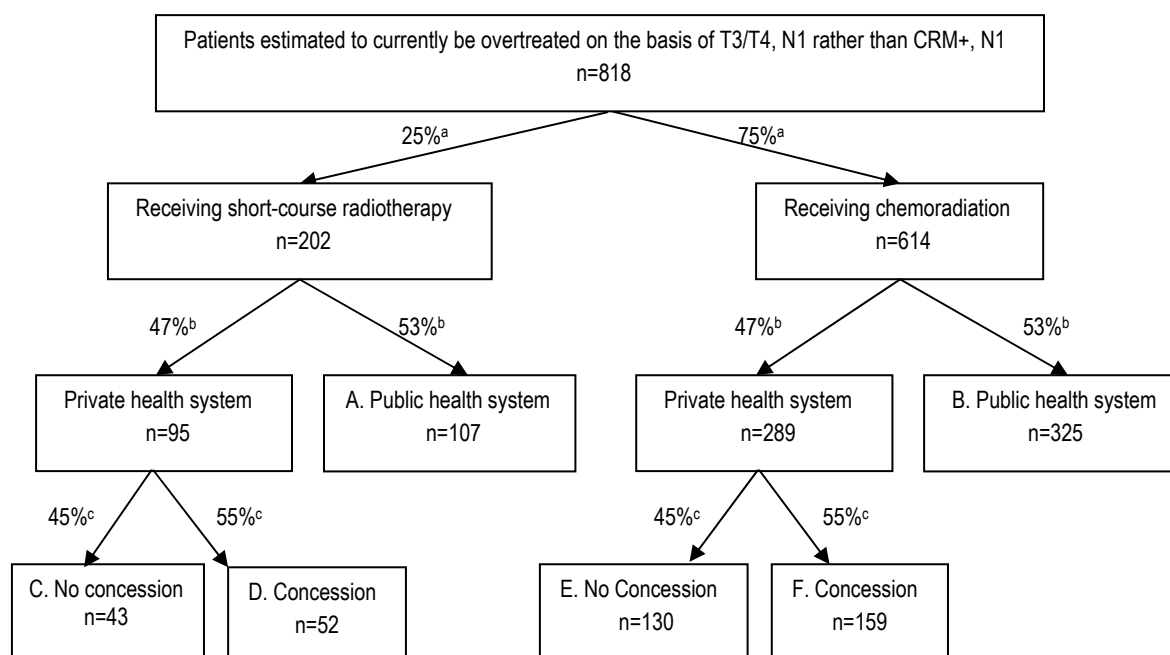 Patients estimated to currently be overtreated on the basis of T3/T4, N1 rather than CRM+, N1
n=818
25%ᵃ
75%ᵃ
Receiving short-course radiotherapy
n=202
Receiving chemoradiation
n=614
47%ᵇ
53%ᵇ
47%ᵇ
53%ᵇ
Private health system
n=95
A. Public health system
n=107
Private health system
n=289
B. Public health system
n=325
45%ᶜ
55%ᶜ
45%ᶜ
55%ᶜ
C. No concession
n=43
D. Concession
n=52
E. No Concession
n=130
F. Concession
n=159